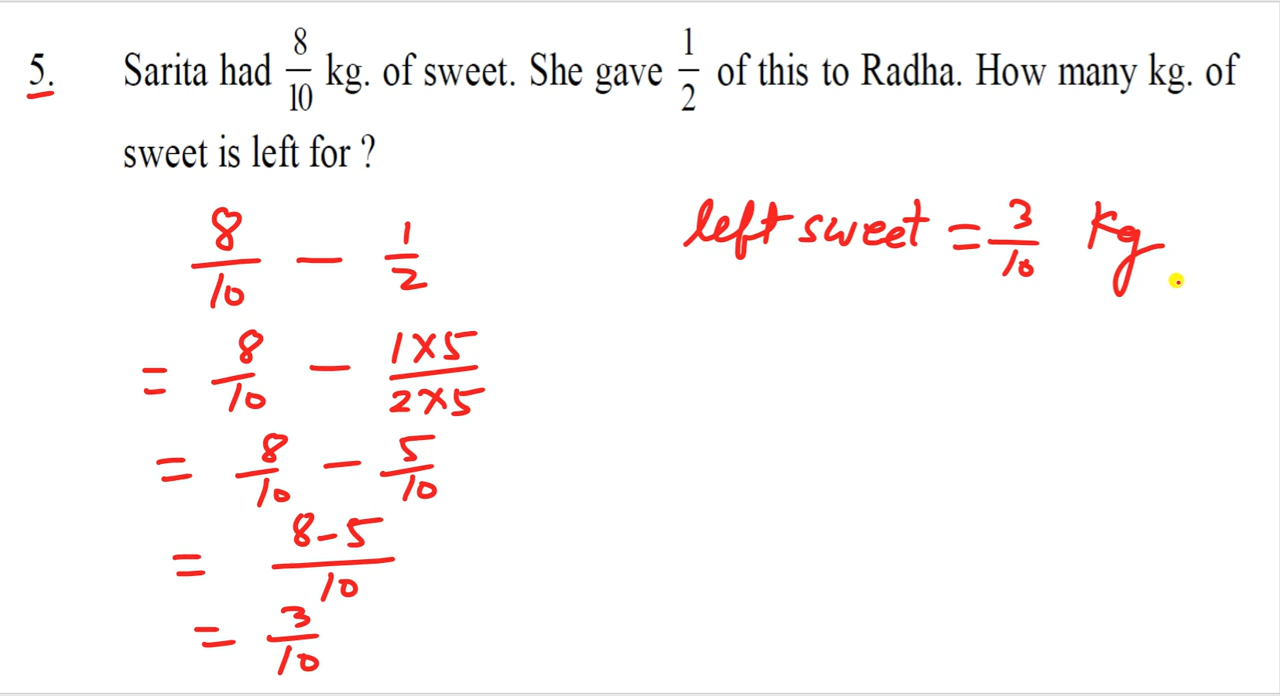 5. Sarita had 8/10 kg. of sweet. She gave 1/2 of this to Radha. How many kg. of
sweet is left for ?
8/10 - 1/2
left sweet = 3/10 kg.
= 8/10 - 1×5/2×5
= 8/10 - 5/10
= 8-5/10
= 3/10